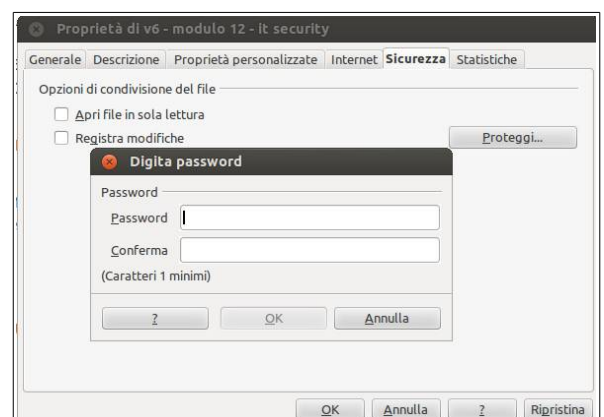 Proprietà di v6 - modulo 12 - it security
Generale Descrizione Proprietà personalizzate Internet Sicurezza Statistiche
Opzioni di condivisione del file
Apri file in sola lettura
Registra modifiche Proteggi...
Digita password
Password
Password
Conferma
(Caratteri 1 minimi)
? OK Annulla
OK Annulla ? Ripristina